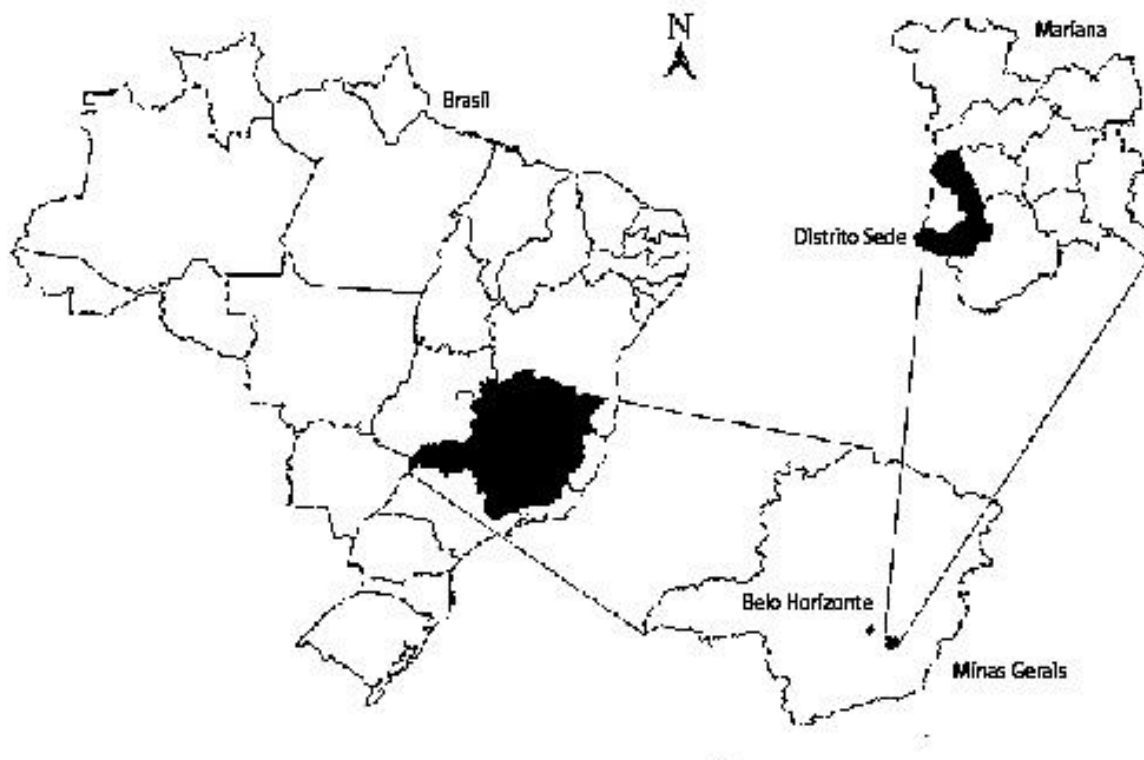 N
Mariana
Brasil
Distrito Sede
Belo Horizonte
Minas Gerais